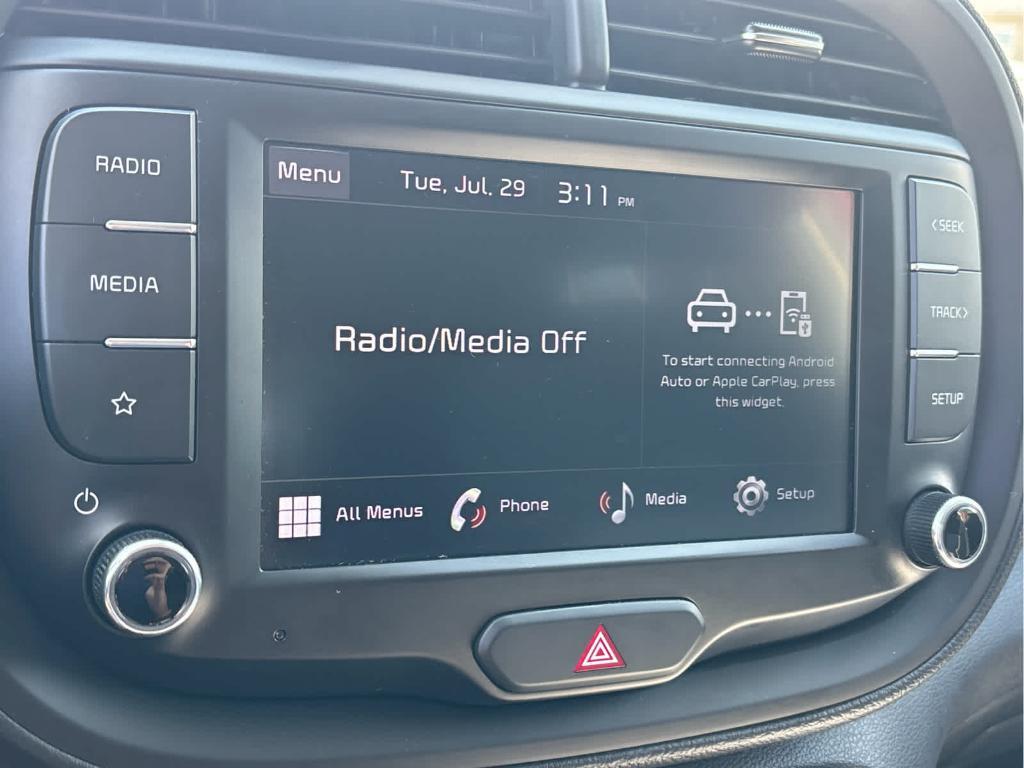 RADIO
MEDIA
Menu
Tue, Jul. 29 3:11 PM
Radio/Media Off
To start connecting Android
Auto or Apple CarPlay, press
this widget.
All Menus
Phone
Media
Setup
<SEEK
TRACK>
SETUP